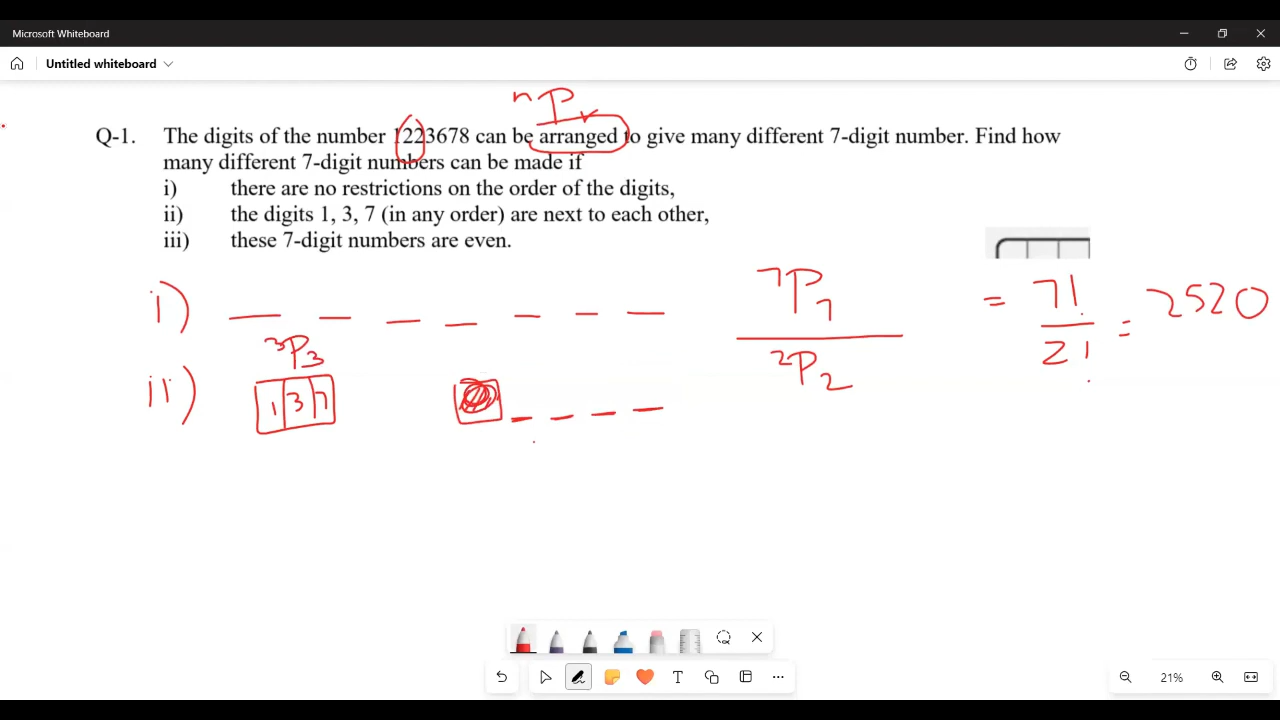 Microsoft Whiteboard
Untitled whiteboard
nPr
Q-1. The digits of the number 1223678 can be arranged to give many different 7-digit number. Find how
many different 7-digit numbers can be made if
i) there are no restrictions on the order of the digits,
ii) the digits 1, 3, 7 (in any order) are next to each other,
iii) these 7-digit numbers are even.
i) 7P7 / 2P2 = 7! / 2! = 2520
3P3
ii) 1 3 7
T
21%